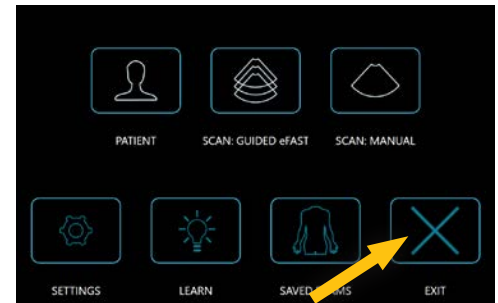 PATIENT
SCAN: GUIDED eFAST
SCAN: MANUAL
SETTINGS
LEARN
SAVED
EXIT